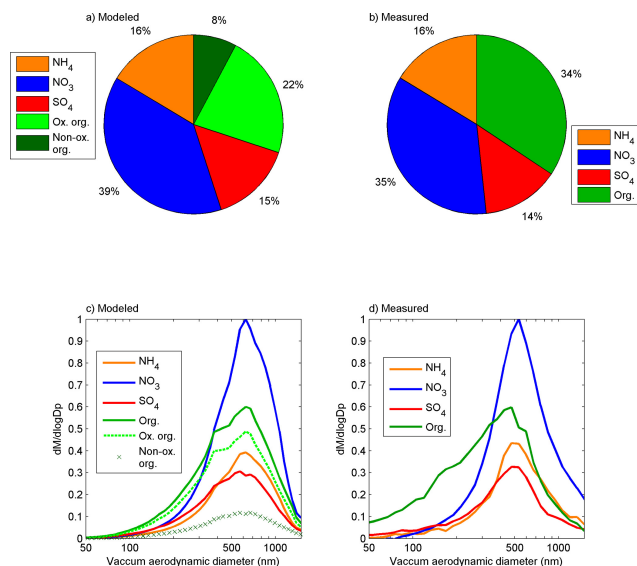 a) Modeled
16%
8%
22%
15%
39%
NH4
NO3
SO4
Ox. org.
Non-ox.
org.
b) Measured
16%
34%
14%
35%
NH4
NO3
SO4
Org.
c) Modeled
1
0.9
0.8
0.7
0.6
0.5
0.4
0.3
0.2
0.1
0
dM/dlogDp
NH4
NO3
SO4
Org.
Ox. org.
Non-ox.
org.
50 100 500 1000
Vaccum aerodynamic diameter (nm)
d) Measured
1
0.9
0.8
0.7
0.6
0.5
0.4
0.3
0.2
0.1
0
dM/dlogDp
NH4
NO3
SO4
Org.
50 100 500 1000
Vaccum aerodynamic diameter (nm)